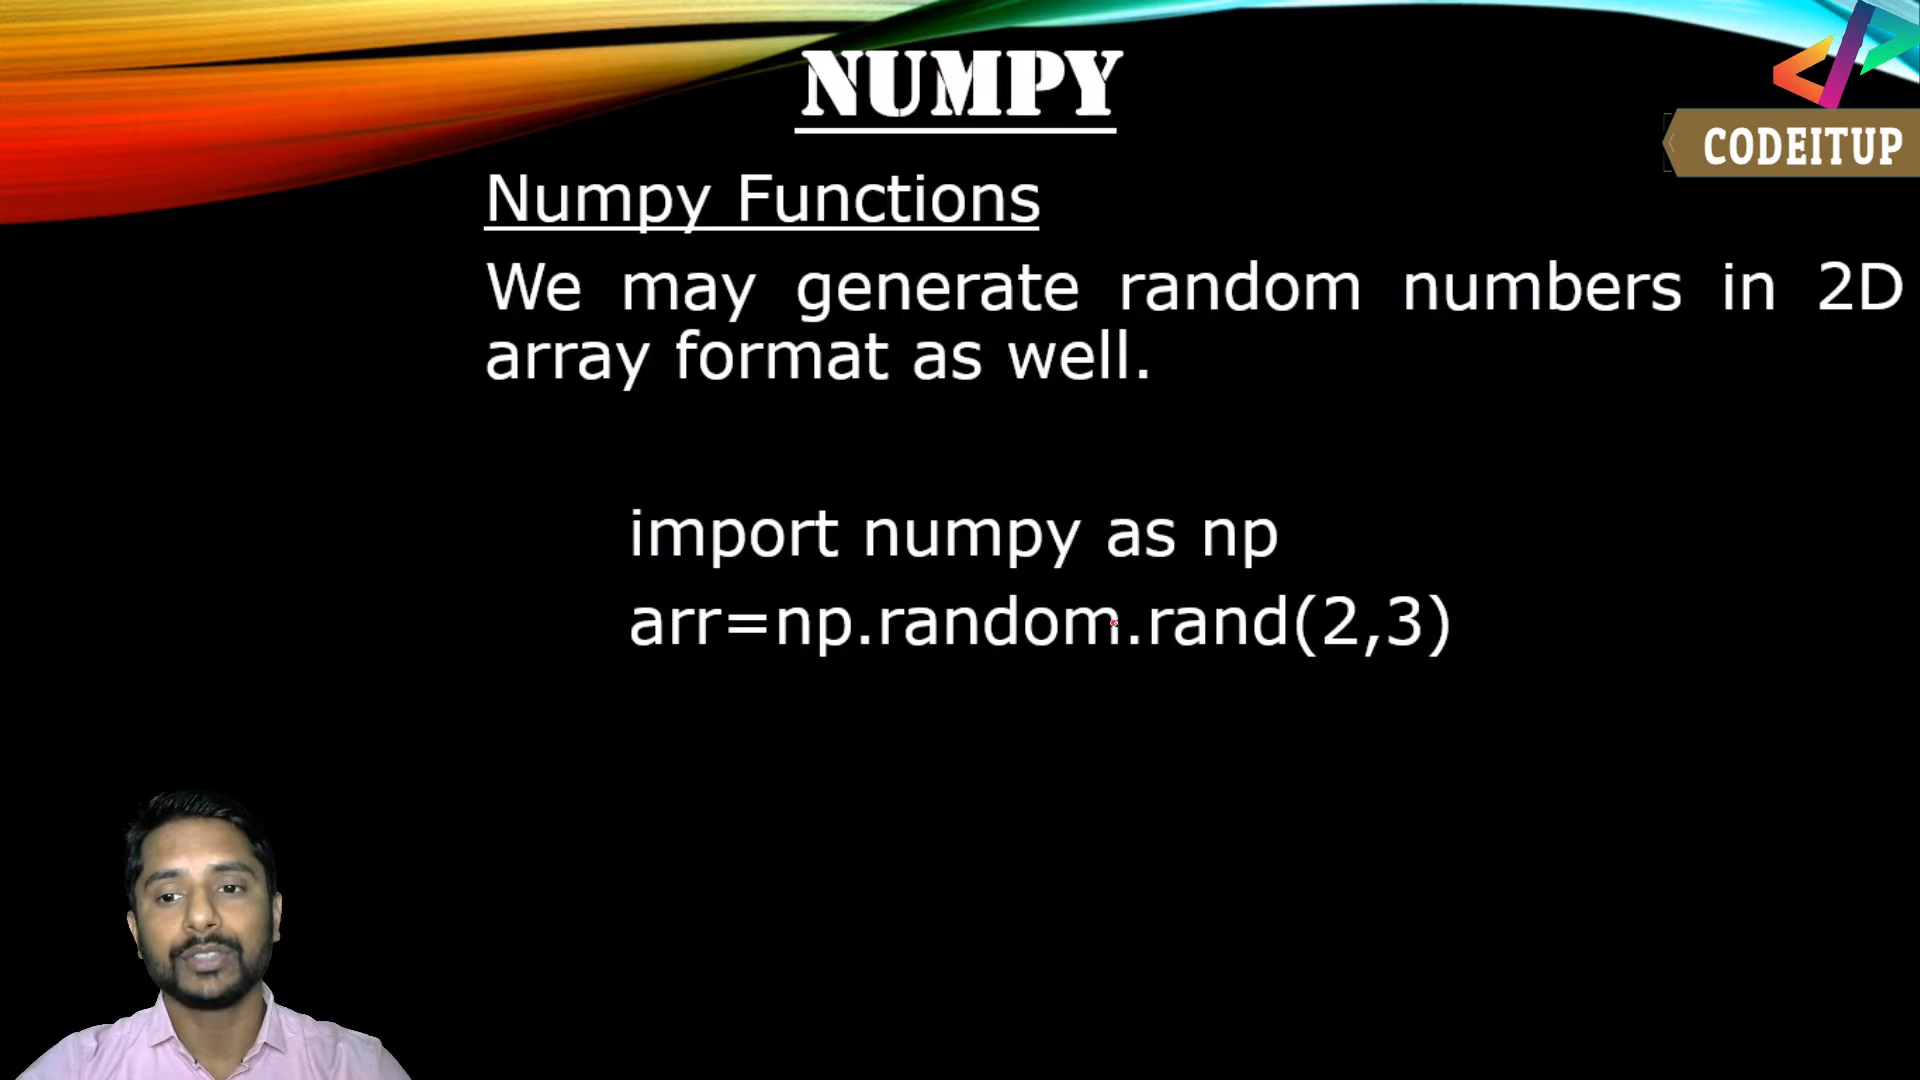 NUMPY
CODEITUP
Numpy Functions
We may generate random numbers in 2D
array format as well.
import numpy as np
arr=np.random.rand(2,3)